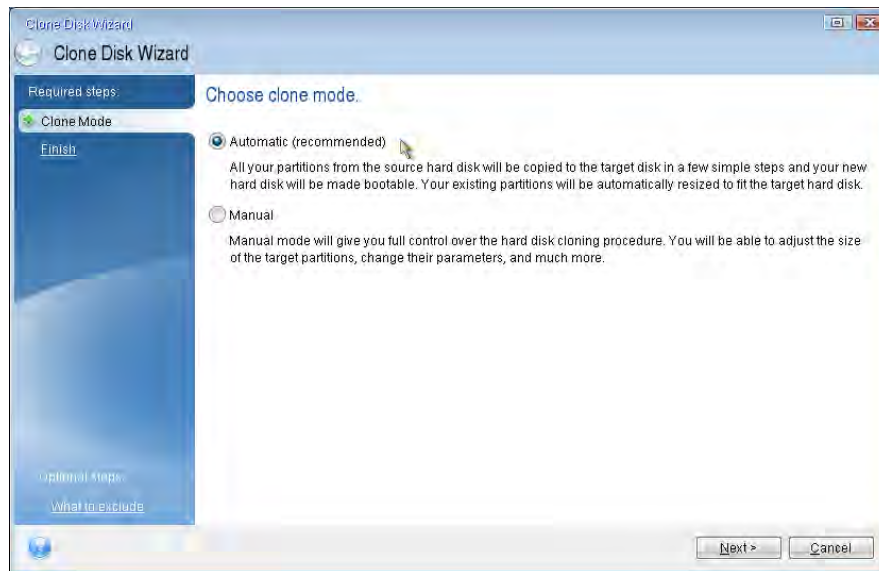 Clone Disk Wizard
Clone Disk Wizard
Required steps:
Clone Mode
Finish
Choose clone mode.
Automatic (recommended)
All your partitions from the source hard disk will be copied to the target disk in a few simple steps and your new
hard disk will be made bootable. Your existing partitions will be automatically resized to fit the target hard disk.
Manual
Manual mode will give you full control over the hard disk cloning procedure. You will be able to adjust the size
of the target partitions, change their parameters, and much more.
Optional steps:
What to exclude
Next >
Cancel